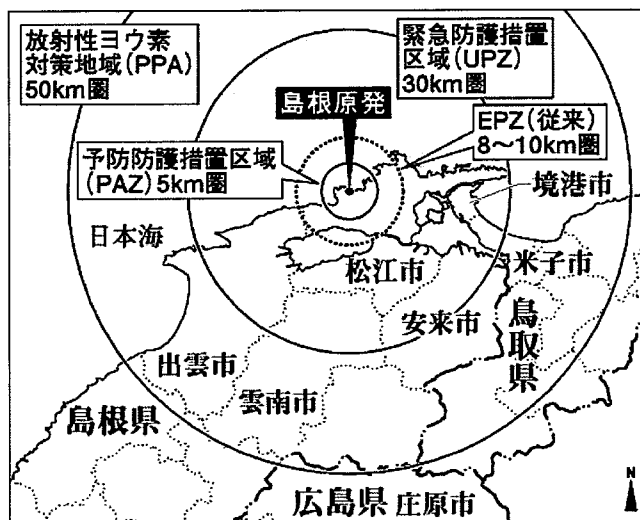 放射性ヨウ素
対策地域(PPA)
50km圏
緊急防護措置
区域(UPZ)
30km圏
島根原発
EPZ(従来)
8〜10km圏
予防防護措置区域
(PAZ)5km圏
境港市
日本海
松江市
米子市
安来市
鳥取県
出雲市
雲南市
島根県
広島県
庄原市
N